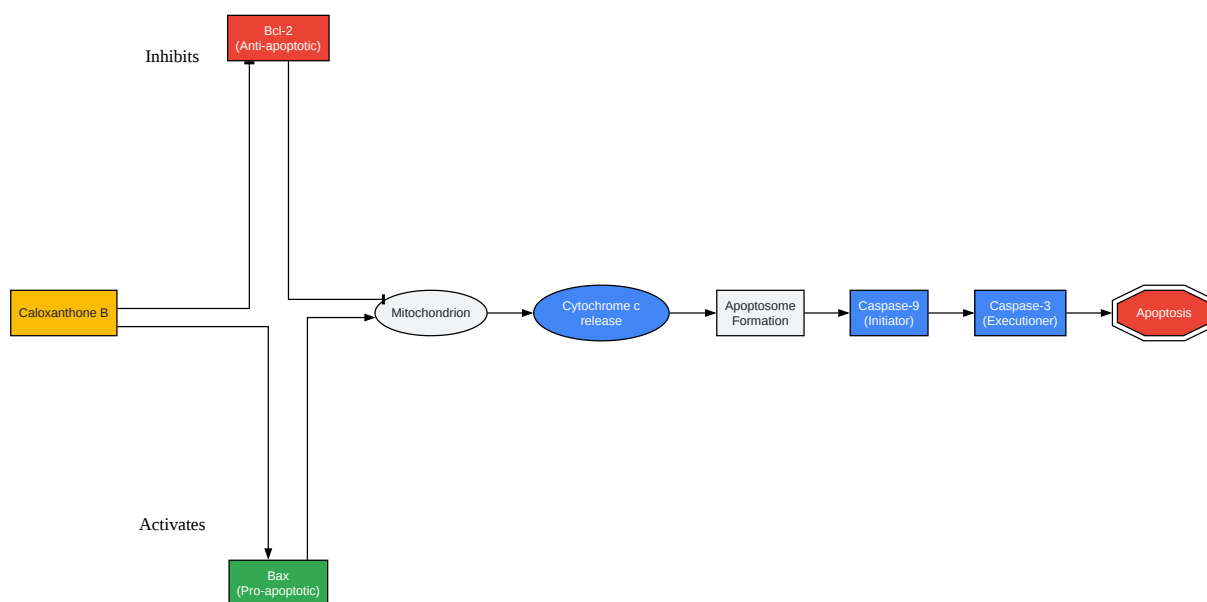 Bcl-2
(Anti-apoptotic)
Inhibits
Caloxanthone B
Mitochondrion
Cytochrome c
release
Apoptosome
Formation
Caspase-9
(Initiator)
Caspase-3
(Executioner)
Apoptosis
Activates
Bax
(Pro-apoptotic)